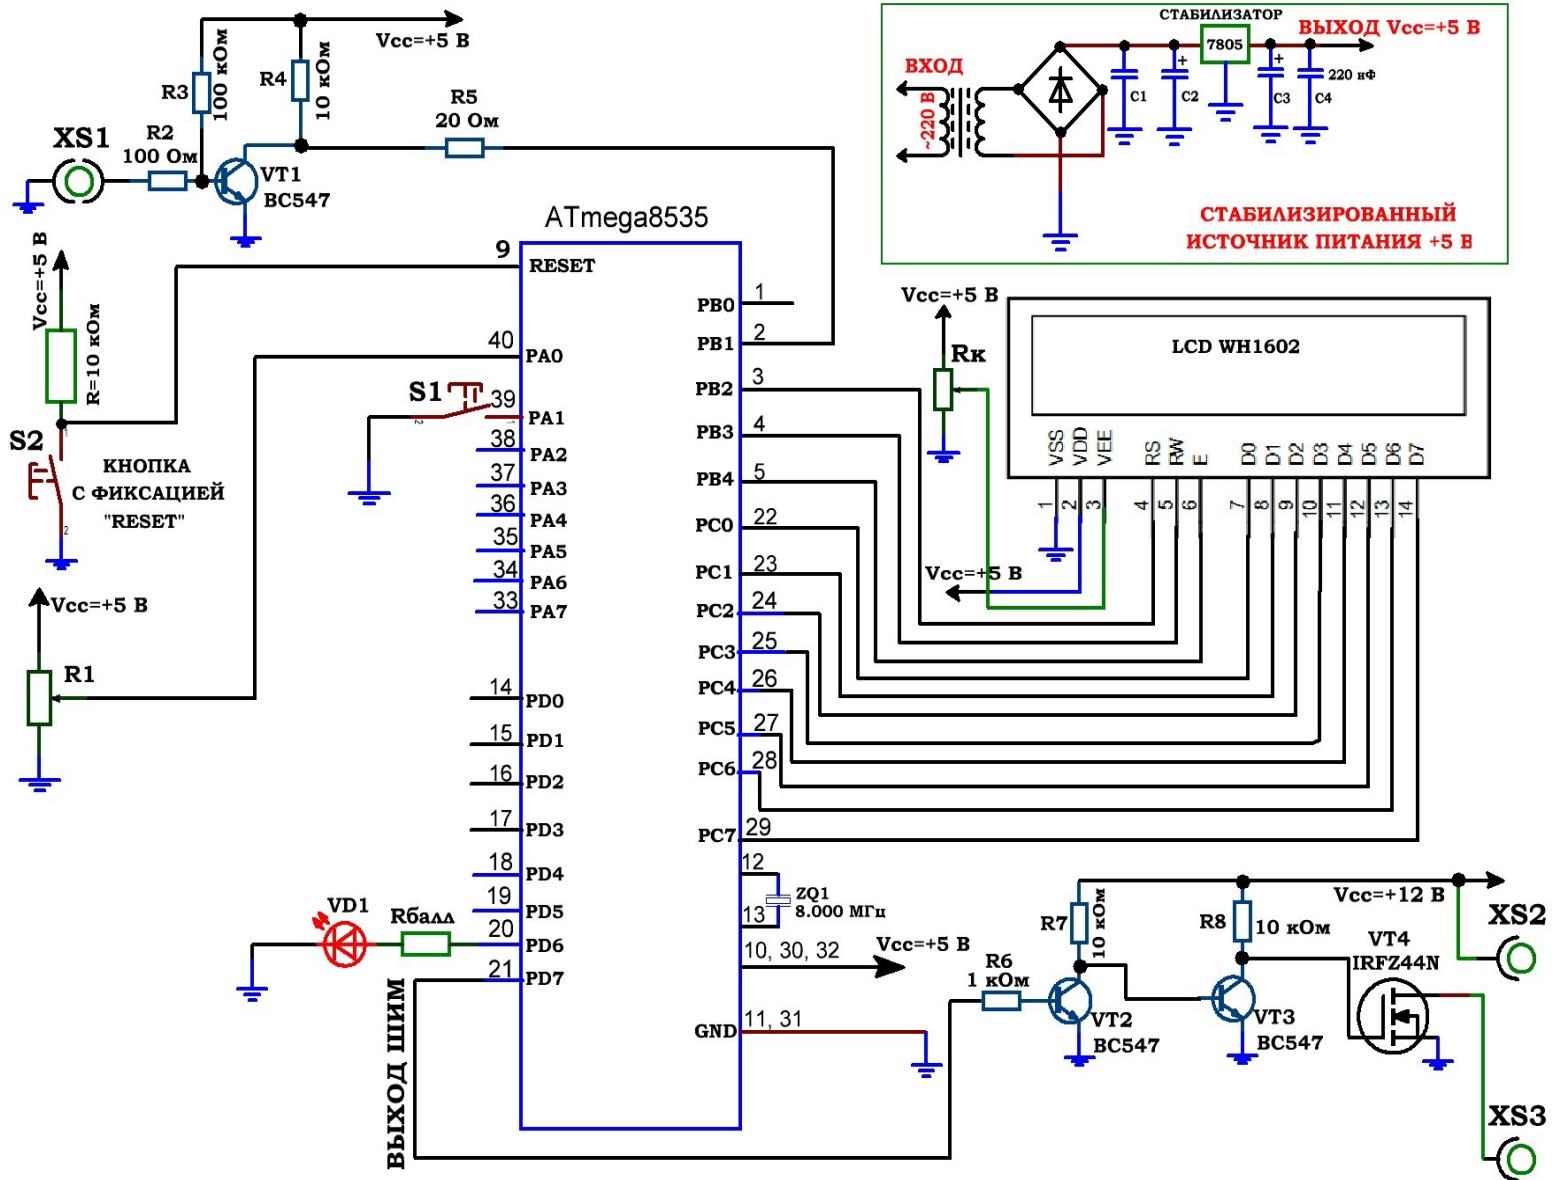 Vcc=+5 В
R3
100 кОм
R4
10 кОм
R5
20 Ом
XS1
R2
100 Ом
VT1
BC547
СТАБИЛИЗАТОР
7805
ВЫХОД Vcc=+5 В
ВХОД
~220 В
C1
C2
C3
C4
220 нФ
+
+
СТАБИЛИЗИРОВАННЫЙ
ИСТОЧНИК ПИТАНИЯ +5 В
ATmega8535
9
RESET
Vcc=+5 В
R=10 кОм
S2
1
2
КНОПКА
С ФИКСАЦИЕЙ
"RESET"
40
PA0
S1
2
1
39
PA1
38
PA2
37
PA3
36
PA4
35
PA5
34
PA6
33
PA7
Vcc=+5 В
R1
14
PD0
15
PD1
16
PD2
17
PD3
18
PD4
19
PD5
20
PD6
21
PD7
VD1
Rбалл
ВЫХОД ШИМ
PB0
1
PB1
2
PB2
3
PB3
4
PB4
5
PC0
22
PC1
23
PC2
24
PC3
25
PC4
26
PC5
27
PC6
28
PC7
29
12
13
ZQ1
8.000 МГц
10, 30, 32
Vcc=+5 В
GND
11, 31
Vcc=+5 В
Rк
LCD WH1602
VSS
VDD
VEE
RS
RW
E
D0
D1
D2
D3
D4
D5
D6
D7
1
2
3
4
5
6
7
8
9
10
11
12
13
14
Vcc=+5 В
R6
1 кОм
R7
10 кОм
VT2
BC547
R8
10 кОм
VT3
BC547
Vcc=+12 В
VT4
IRFZ44N
XS2
XS3